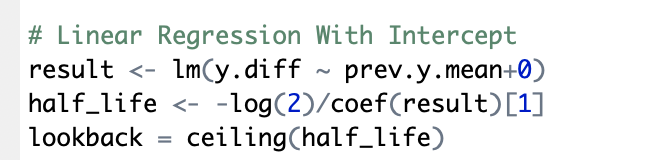 # Linear Regression With Intercept
result <- lm(y.diff ~ prev.y.mean+0)
half_life <- -log(2)/coef(result)[1]
lookback = ceiling(half_life)